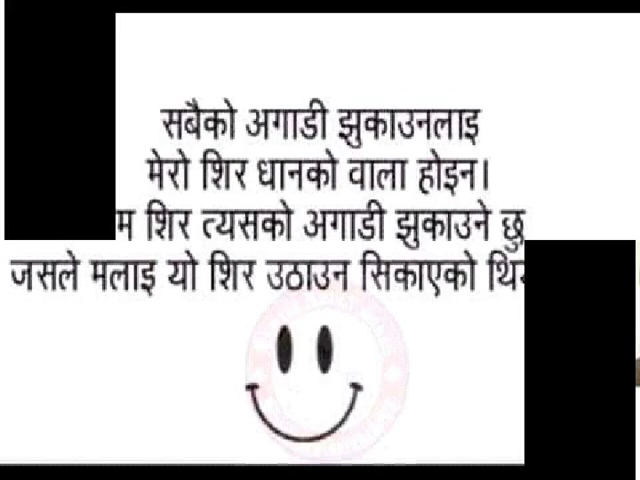 सबैको अगाडी झुकाउनलाइ
मेरो शिर धानको वाला होइन।
म शिर त्यसको अगाडी झुकाउने छु
जसले मलाइ यो शिर उठाउन सिकाएको